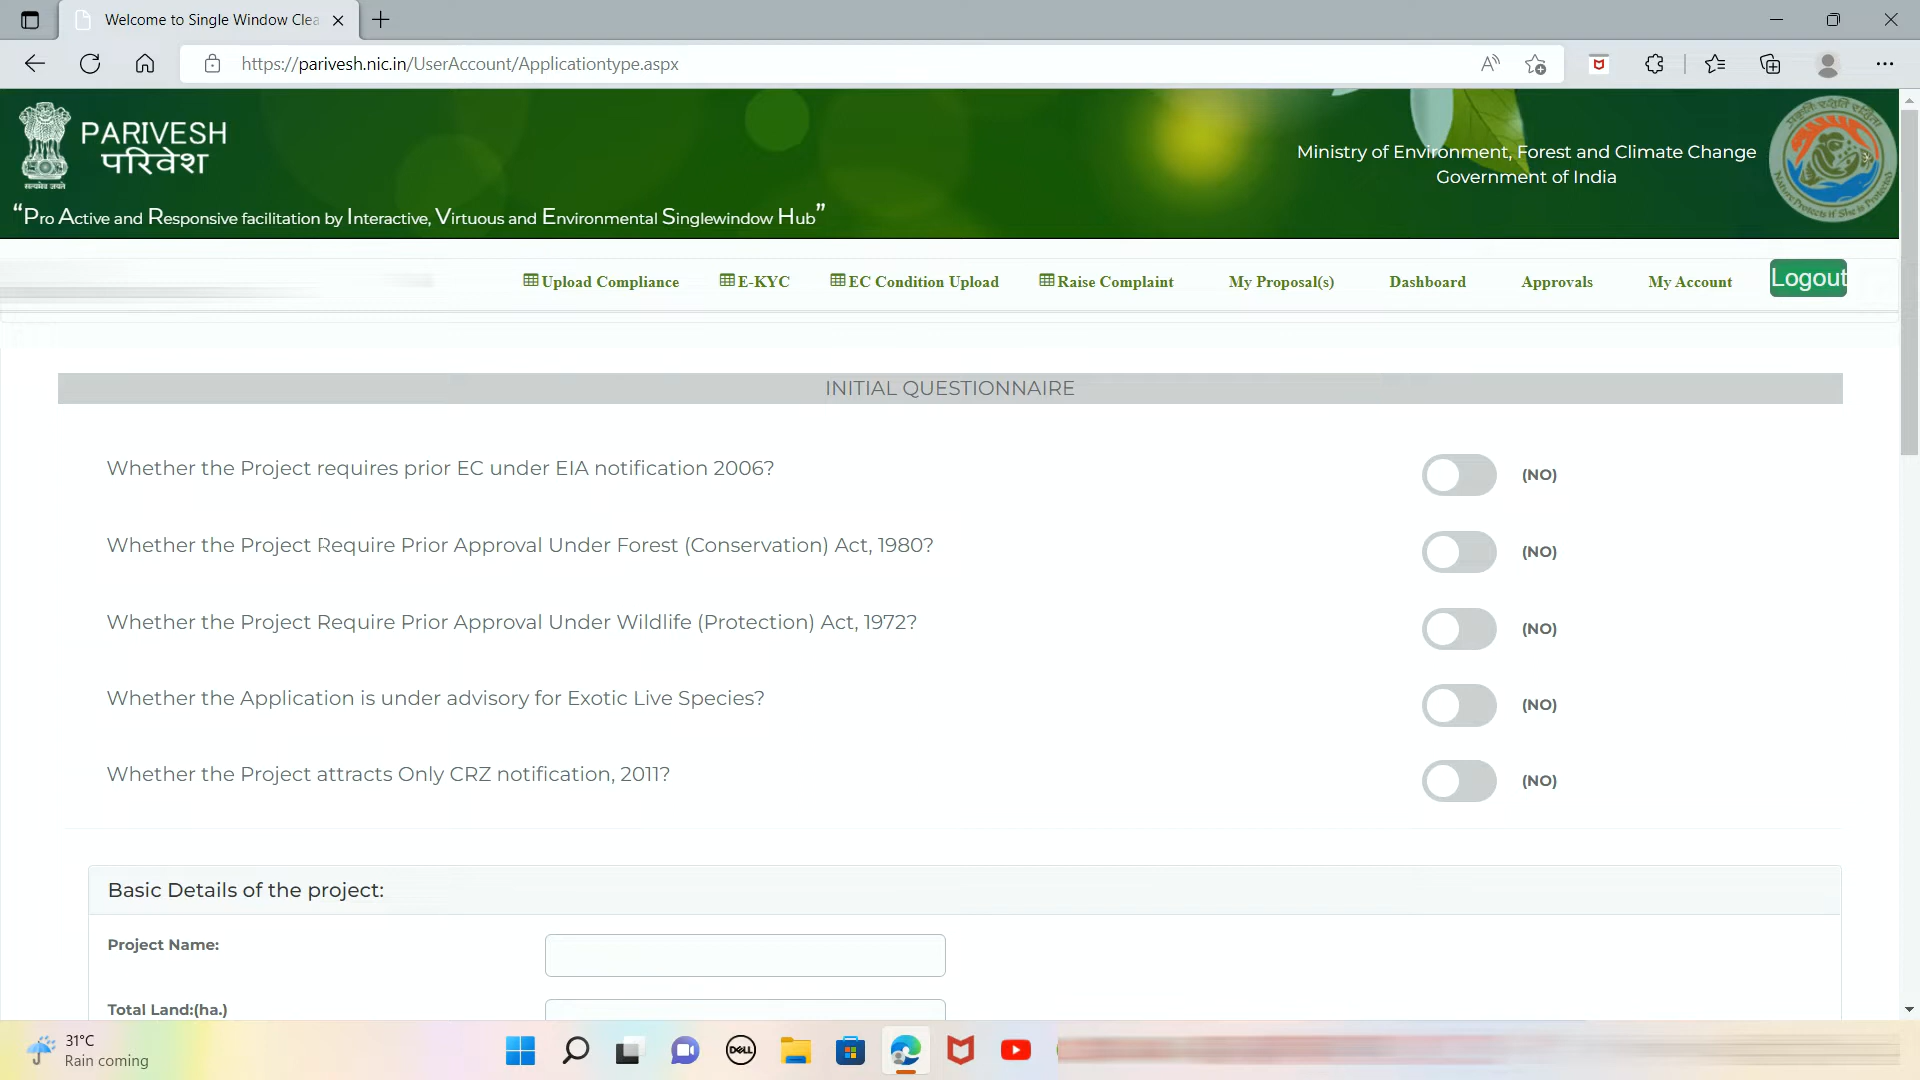 Welcome to Single Window Clea
https://parivesh.nic.in/UserAccount/Applicationtype.aspx
PARIVESH
परिवेश
सत्यमेव जयते
Ministry of Environment, Forest and Climate Change
Government of India
“Pro Active and Responsive facilitation by Interactive, Virtuous and Environmental Singlewindow Hub”
Upload Compliance E-KYC EC Condition Upload Raise Complaint My Proposal(s) Dashboard Approvals My Account Logout
INITIAL QUESTIONNAIRE
Whether the Project requires prior EC under EIA notification 2006? (NO)
Whether the Project Require Prior Approval Under Forest (Conservation) Act, 1980? (NO)
Whether the Project Require Prior Approval Under Wildlife (Protection) Act, 1972? (NO)
Whether the Application is under advisory for Exotic Live Species? (NO)
Whether the Project attracts Only CRZ notification, 2011? (NO)
Basic Details of the project:
Project Name:
Total Land:(ha.)
31°C
Rain coming
DELL